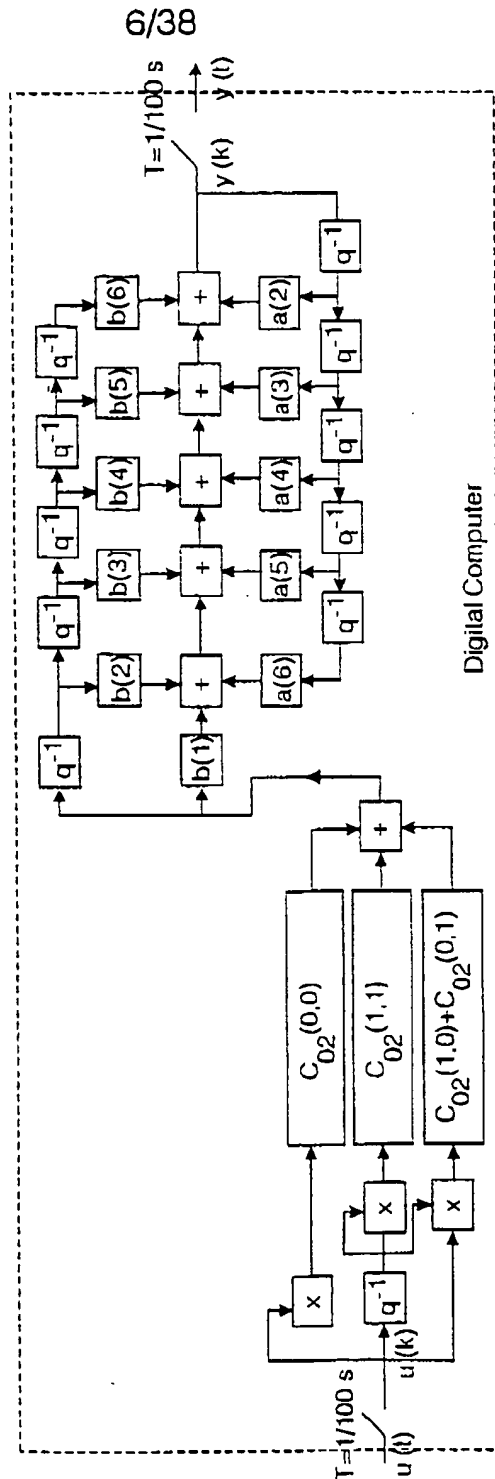 6/38
T=1/100 s
y(t)
y(k)
q⁻¹ q⁻¹ q⁻¹ q⁻¹ q⁻¹
b(2) b(3) b(4) b(5) b(6)
b(1) + + + + +
a(6) a(5) a(4) a(3) a(2)
q⁻¹ q⁻¹ q⁻¹ q⁻¹ q⁻¹
+
C₀₂(0,0)
C₀₂(1,1)
C₀₂(1,0)+C₀₂(0,1)
x
x
x
q⁻¹
T=1/100 s
u(t)
u(k)
Digital Computer